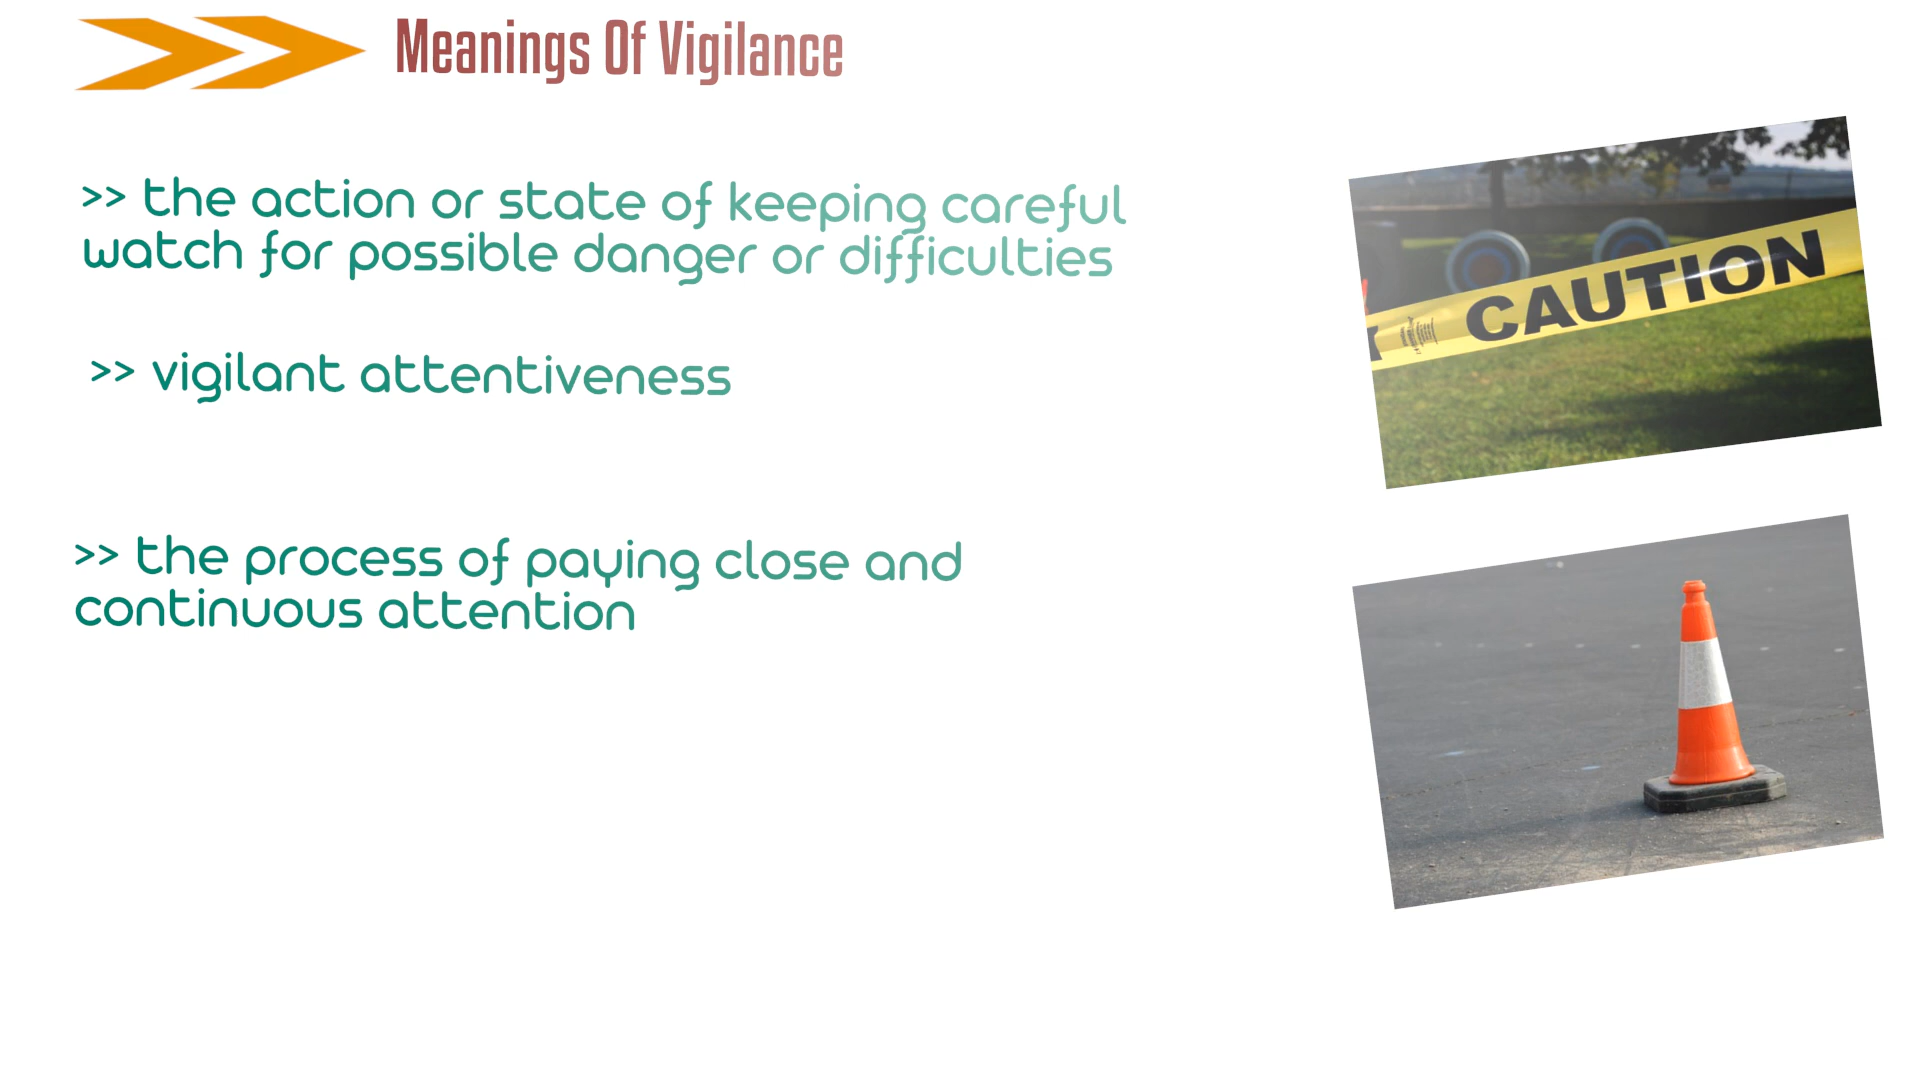 Meanings Of Vigilance
>> the action or state of keeping careful
watch for possible danger or difficulties
>> vigilant attentiveness
>> the process of paying close and
continuous attention
CAUTION